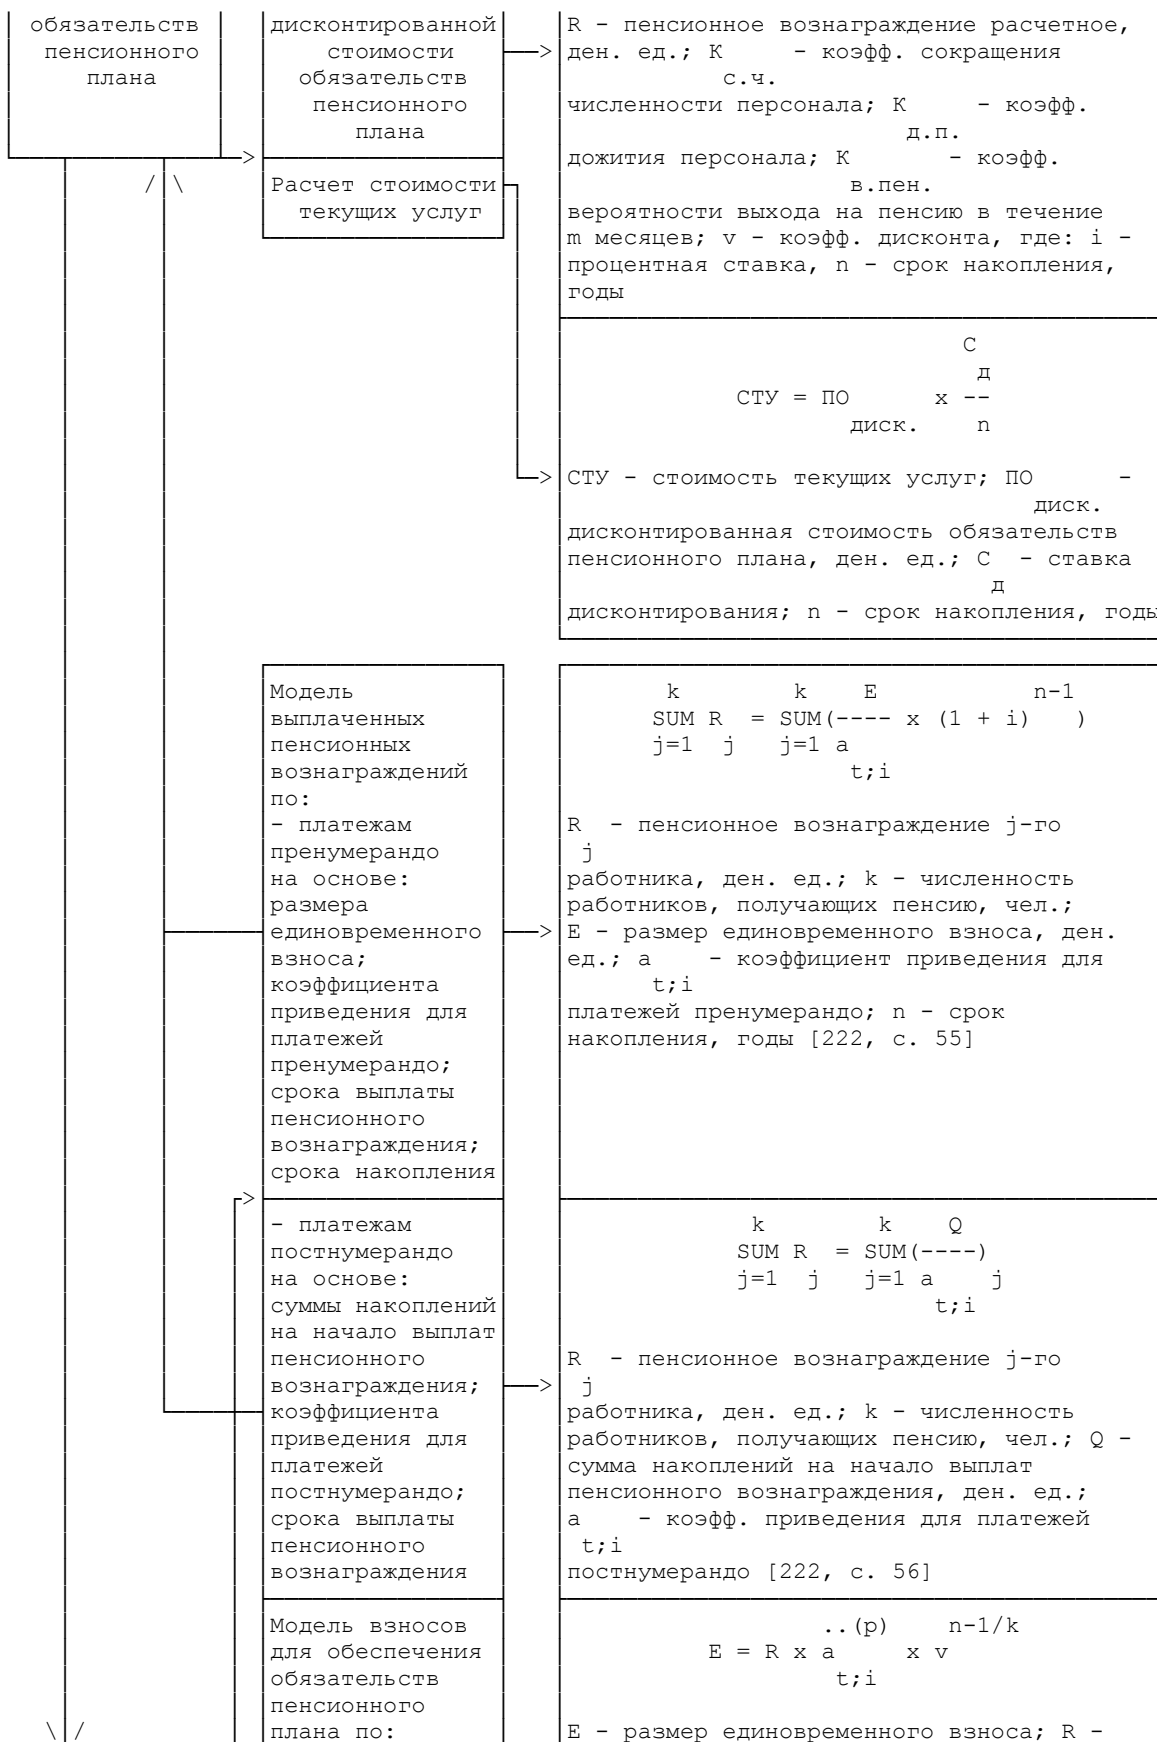 обязательств
пенсионного
плана
дисконтированной
стоимости
обязательств
пенсионного
плана
Расчет стоимости
текущих услуг
R - пенсионное вознаграждение расчетное,
ден. ед.; К - коэфф. сокращения
с.ч.
численности персонала; К - коэфф.
д.п.
дожития персонала; К - коэфф.
в.пен.
вероятности выхода на пенсию в течение
m месяцев; v - коэфф. дисконта, где: i -
процентная ставка, n - срок накопления,
годы
С
д
СТУ = ПО x --
диск. n
СТУ - стоимость текущих услуг; ПО -
диск.
дисконтированная стоимость обязательств
пенсионного плана, ден. ед.; С - ставка
д
дисконтирования; n - срок накопления, годы
Модель
выплаченных
пенсионных
вознаграждений
по:
- платежам
пренумерандо
на основе:
размера
единовременного
взноса;
коэффициента
приведения для
платежей
пренумерандо;
срока выплаты
пенсионного
вознаграждения;
срока накопления
k k E n-1
SUM R = SUM(---- x (1 + i) )
j=1 j j=1 a
t;i
R - пенсионное вознаграждение j-го
j
работника, ден. ед.; k - численность
работников, получающих пенсию, чел.;
E - размер единовременного взноса, ден.
ед.; a - коэффициент приведения для
t;i
платежей пренумерандо; n - срок
накопления, годы [222, с. 55]
- платежам
постнумерандо
на основе:
суммы накоплений
на начало выплат
пенсионного
вознаграждения;
коэффициента
приведения для
платежей
постнумерандо;
срока выплаты
пенсионного
вознаграждения
k k Q
SUM R = SUM(----)
j=1 j j=1 a j
t;i
R - пенсионное вознаграждение j-го
j
работника, ден. ед.; k - численность
работников, получающих пенсию, чел.; Q -
сумма накоплений на начало выплат
пенсионного вознаграждения, ден. ед.;
a - коэфф. приведения для платежей
t;i
постнумерандо [222, с. 56]
Модель взносов
для обеспечения
обязательств
пенсионного
плана по:
..(p) n-1/k
E = R x a x v
t;i
E - размер единовременного взноса; R -